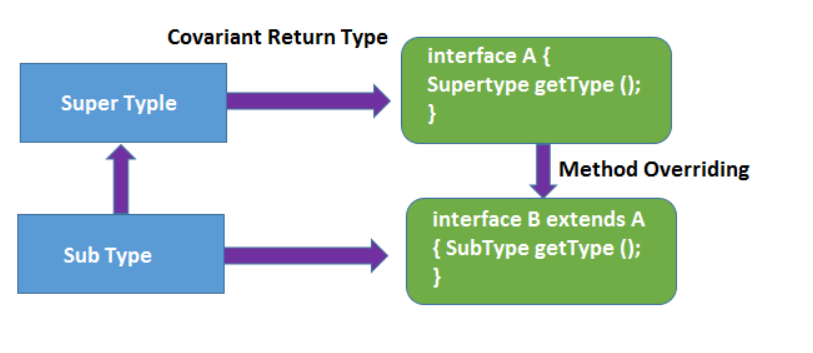 Covariant Return Type
Super Typle
interface A {
Supertype getType ();
}
Method Overriding
Sub Type
interface B extends A
{ SubType getType ();
}